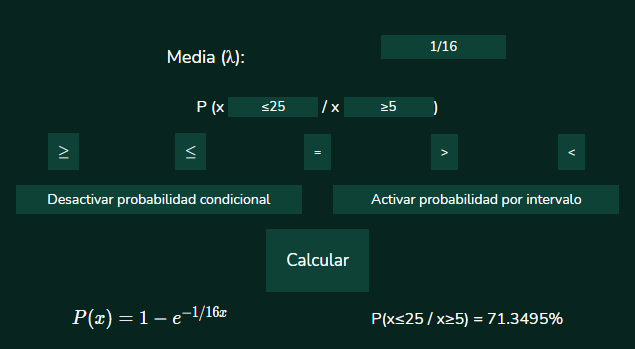 Media (λ): 1/16
P (x ≤25 / x ≥5 )
≥ ≤ = > <
Desactivar probabilidad condicional Activar probabilidad por intervalo
Calcular
P(x) = 1 − e^{−1/16x} P(x≤25 / x≥5) = 71.3495%